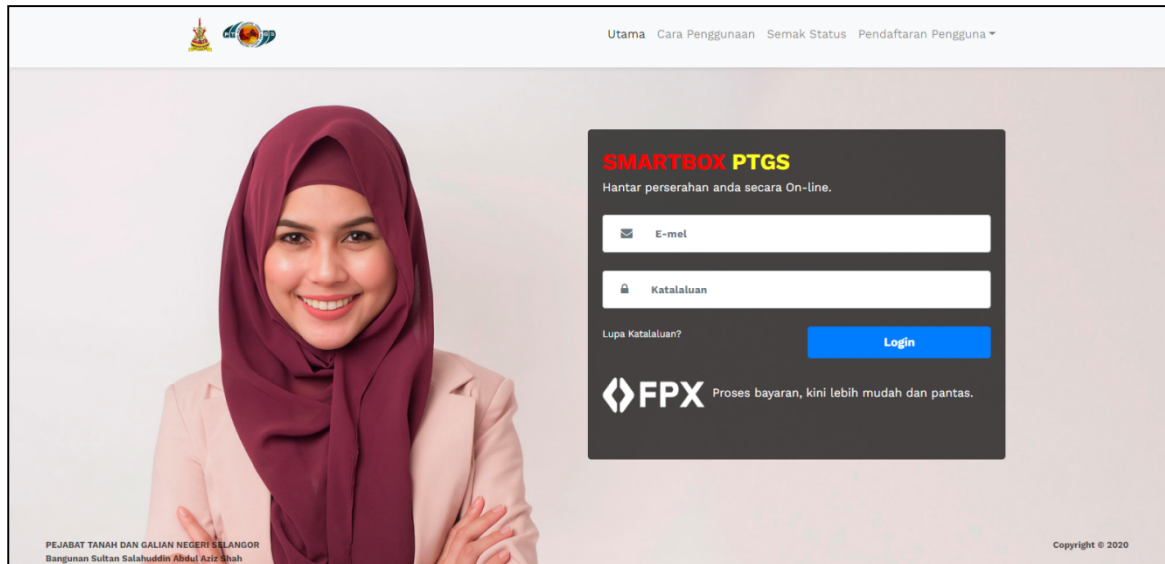 Utama Cara Penggunaan Semak Status Pendaftaran Pengguna
SMARTBOX PTGS
Hantar perserahan anda secara On-line.
E-mel
Katalaluan
Lupa Katalaluan?
Login
FPX Proses bayaran, kini lebih mudah dan pantas.
PEJABAT TANAH DAN GALIAN NEGERI SELANGOR
Bangunan Sultan Salahuddin Abdul Aziz Shah
Copyright © 2020